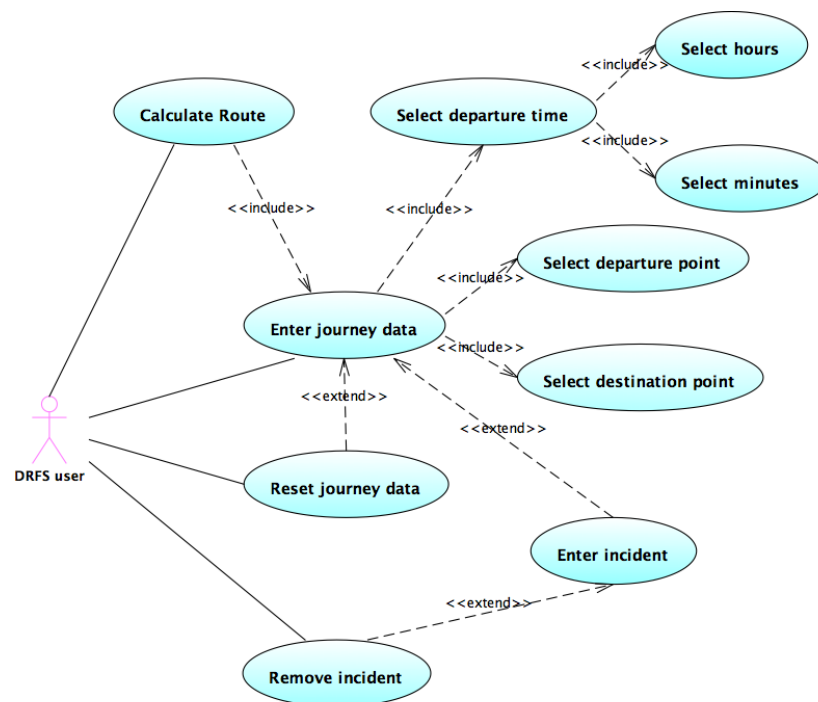 Select hours
<<include>>
Calculate Route
Select departure time
<<include>>
Select minutes
<<include>>
<<include>>
Select departure point
<<include>>
Enter journey data
<<include>>
Select destination point
<<extend>>
<<extend>>
DRFS user
Reset journey data
Enter incident
<<extend>>
Remove incident